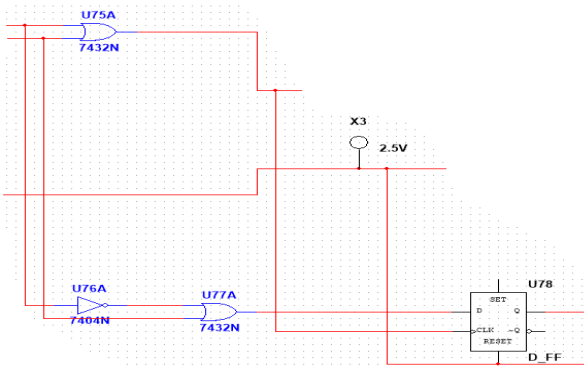 U75A
7432N
X3
2.5V
U76A
7404N
U77A
7432N
U78
SET
D Q
CLK ~Q
RESET
D_FF